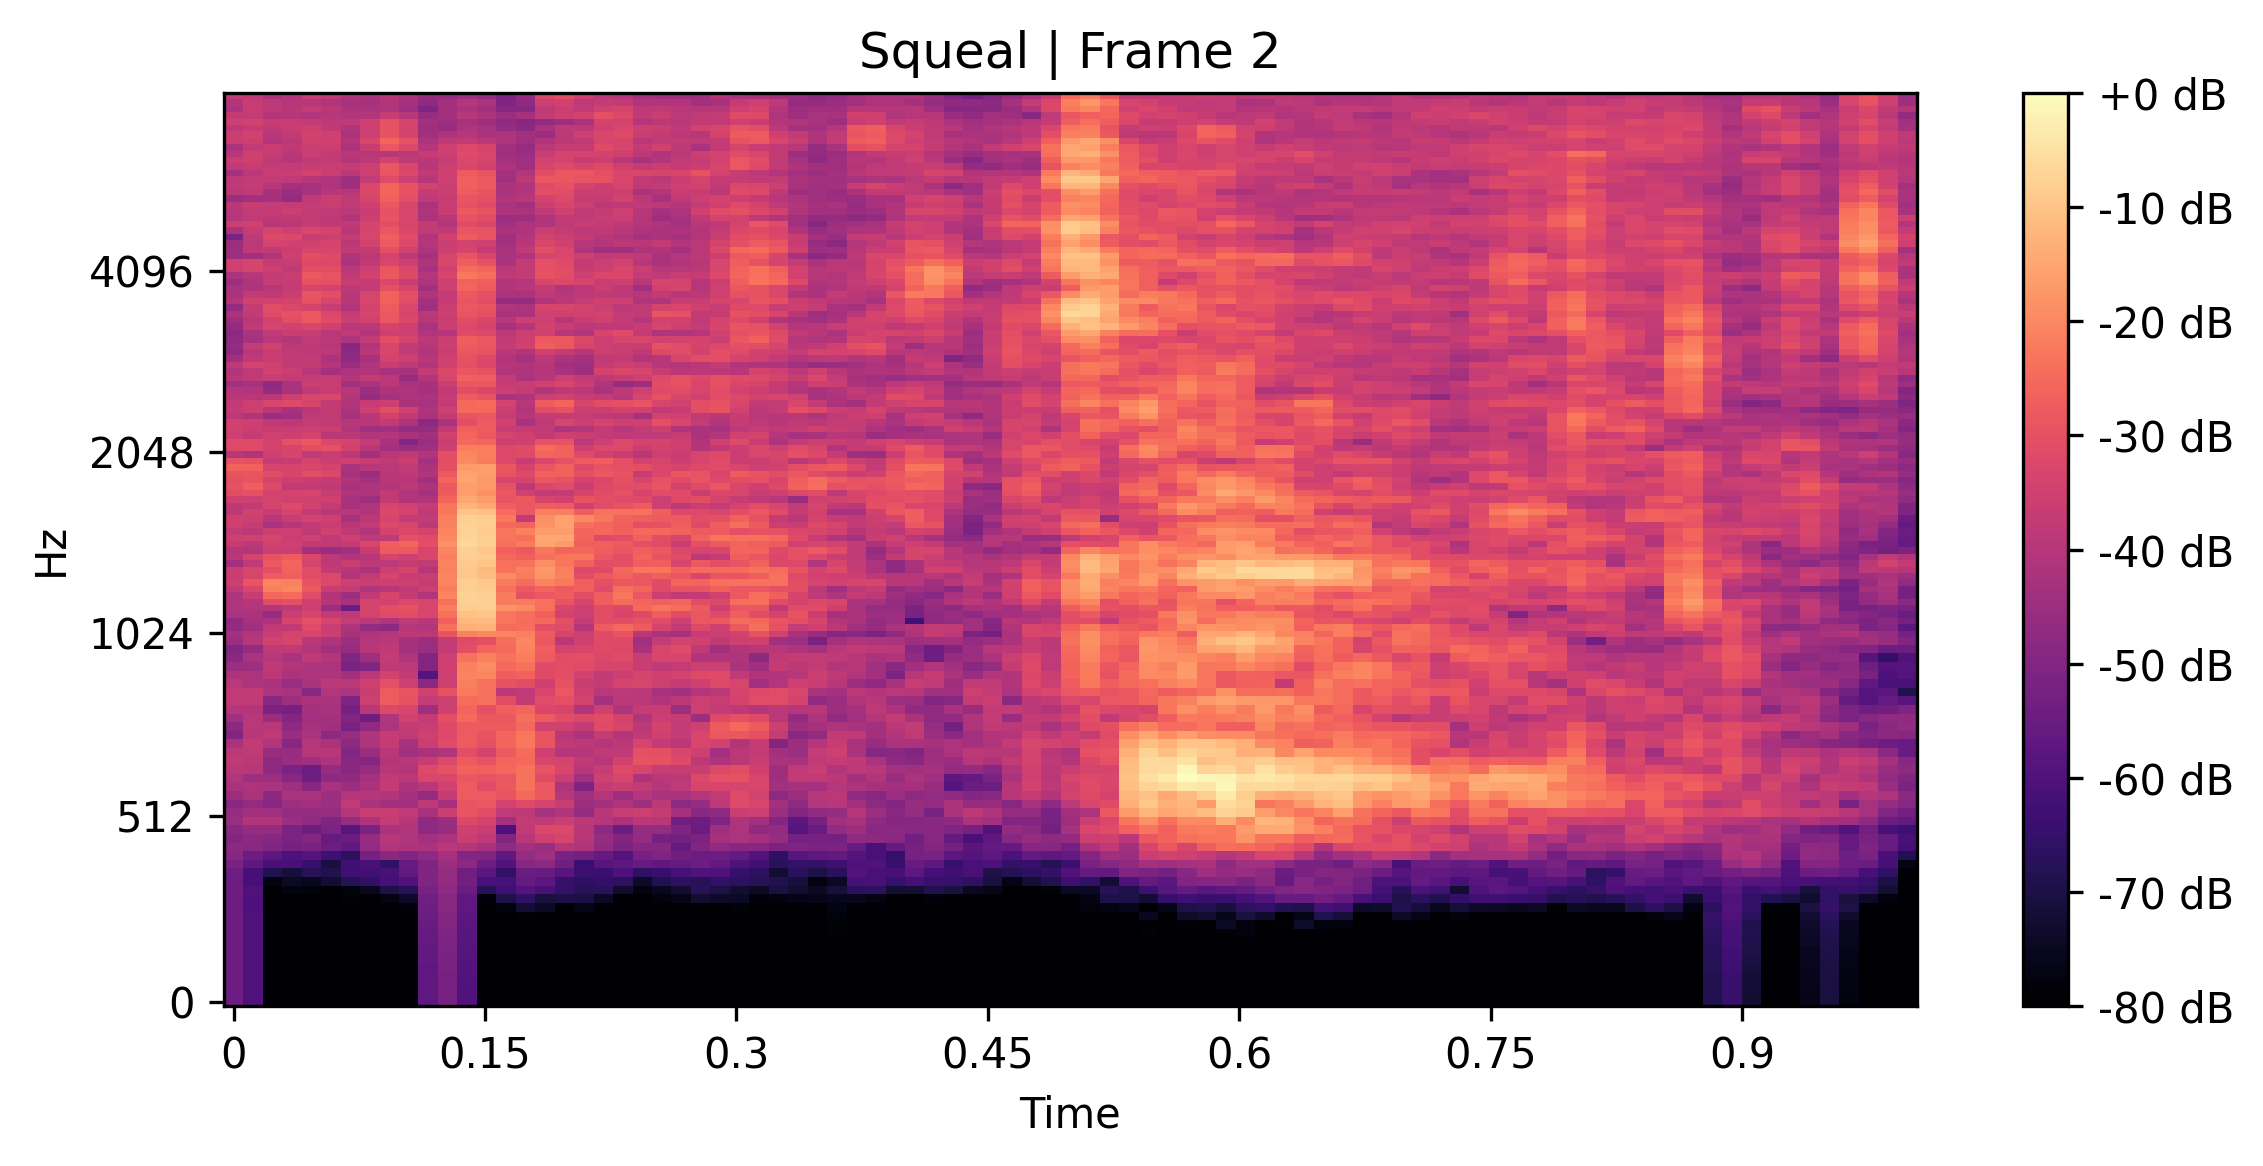 Squeal | Frame 2
Hz
4096
2048
1024
512
0
0 0.15 0.3 0.45 0.6 0.75 0.9
Time
+0 dB
-10 dB
-20 dB
-30 dB
-40 dB
-50 dB
-60 dB
-70 dB
-80 dB